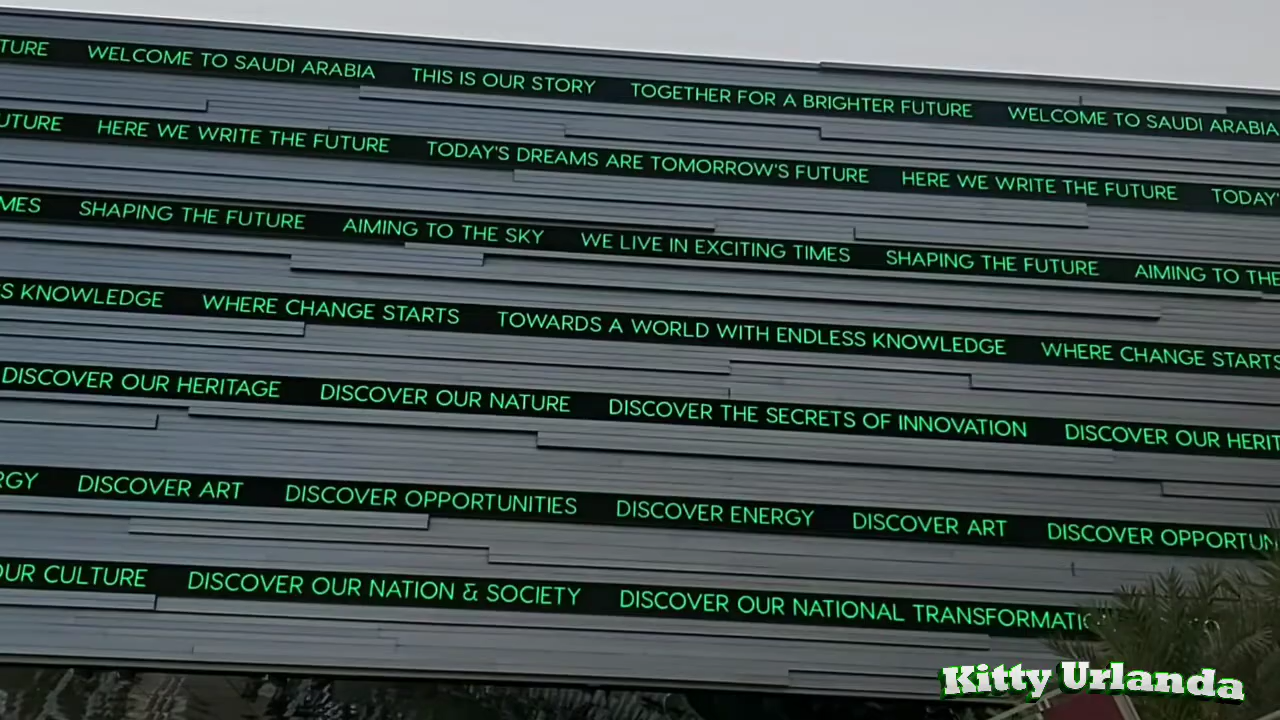 TURE WELCOME TO SAUDI ARABIA THIS IS OUR STORY TOGETHER FOR A BRIGHTER FUTURE WELCOME TO SAUDI ARABIA
UTURE HERE WE WRITE THE FUTURE TODAY'S DREAMS ARE TOMORROW'S FUTURE HERE WE WRITE THE FUTURE TODAY'
MES SHAPING THE FUTURE AIMING TO THE SKY WE LIVE IN EXCITING TIMES SHAPING THE FUTURE AIMING TO THE
S KNOWLEDGE WHERE CHANGE STARTS TOWARDS A WORLD WITH ENDLESS KNOWLEDGE WHERE CHANGE STARTS
DISCOVER OUR HERITAGE DISCOVER OUR NATURE DISCOVER THE SECRETS OF INNOVATION DISCOVER OUR HERIT
RGY DISCOVER ART DISCOVER OPPORTUNITIES DISCOVER ENERGY DISCOVER ART DISCOVER OPPORTUN
OUR CULTURE DISCOVER OUR NATION & SOCIETY DISCOVER OUR NATIONAL TRANSFORMATIO
Kitty Urlanda